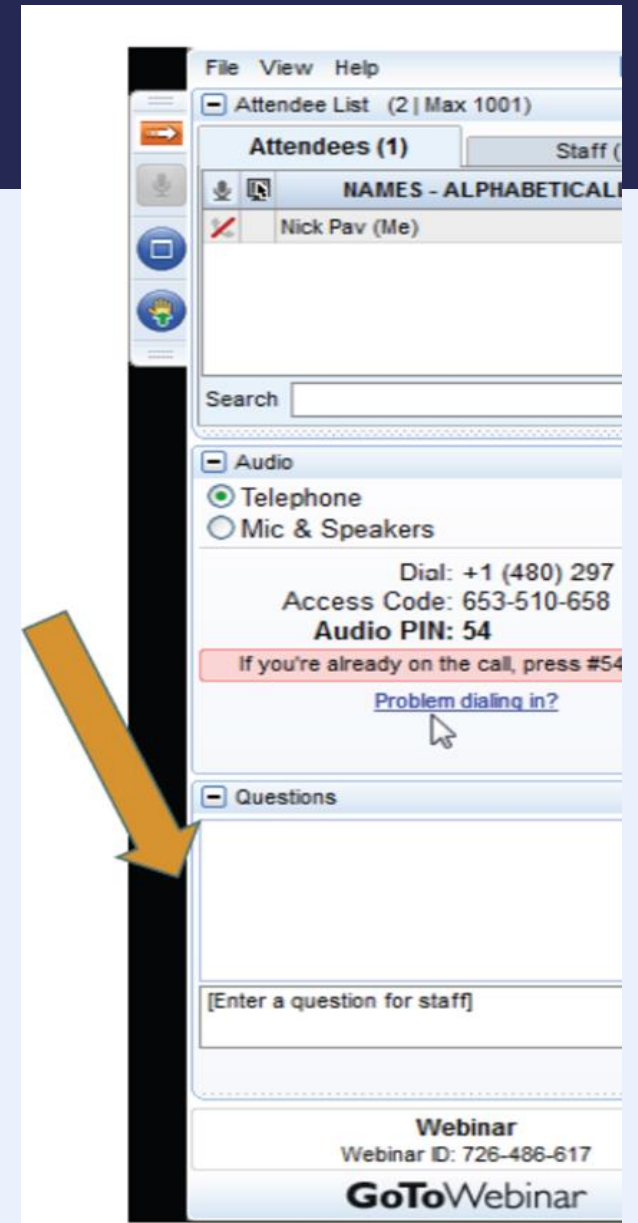 File View Help
Attendee List (2 | Max 1001)
Attendees (1) Staff (
NAMES - ALPHABETICAL
Nick Pav (Me)
Search
Audio
Telephone
Mic & Speakers
Dial: +1 (480) 297
Access Code: 653-510-658
Audio PIN: 54
If you're already on the call, press #54
Problem dialing in?
Questions
[Enter a question for staff]
Webinar
Webinar ID: 726-486-617
GoToWebinar